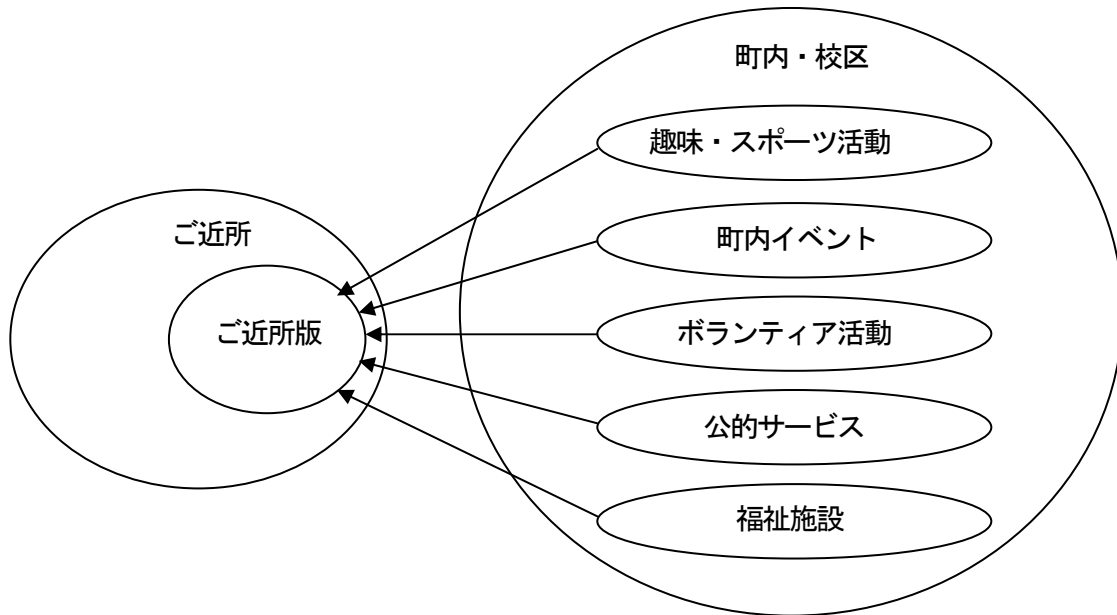 町内・校区
趣味・スポーツ活動
町内イベント
ボランティア活動
公的サービス
福祉施設
ご近所
ご近所版